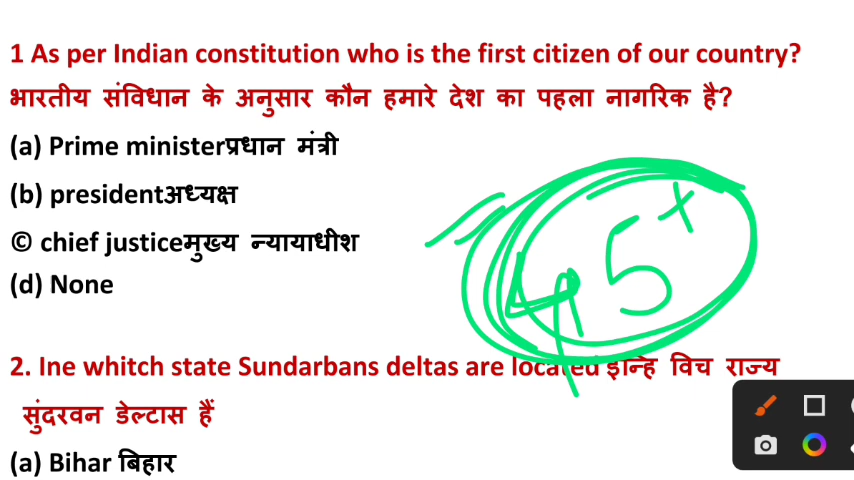 1 As per Indian constitution who is the first citizen of our country?
भारतीय संविधान के अनुसार कौन हमारे देश का पहला नागरिक है?
(a) Prime ministerप्रधान मंत्री
(b) presidentअध्यक्ष
© chief justiceमुख्य न्यायाधीश
(d) None
45+
2. Ine whitch state Sundarbans deltas are located इन्हि विच राज्य
सुंदरवन डेल्टास हैं
(a) Bihar बिहार